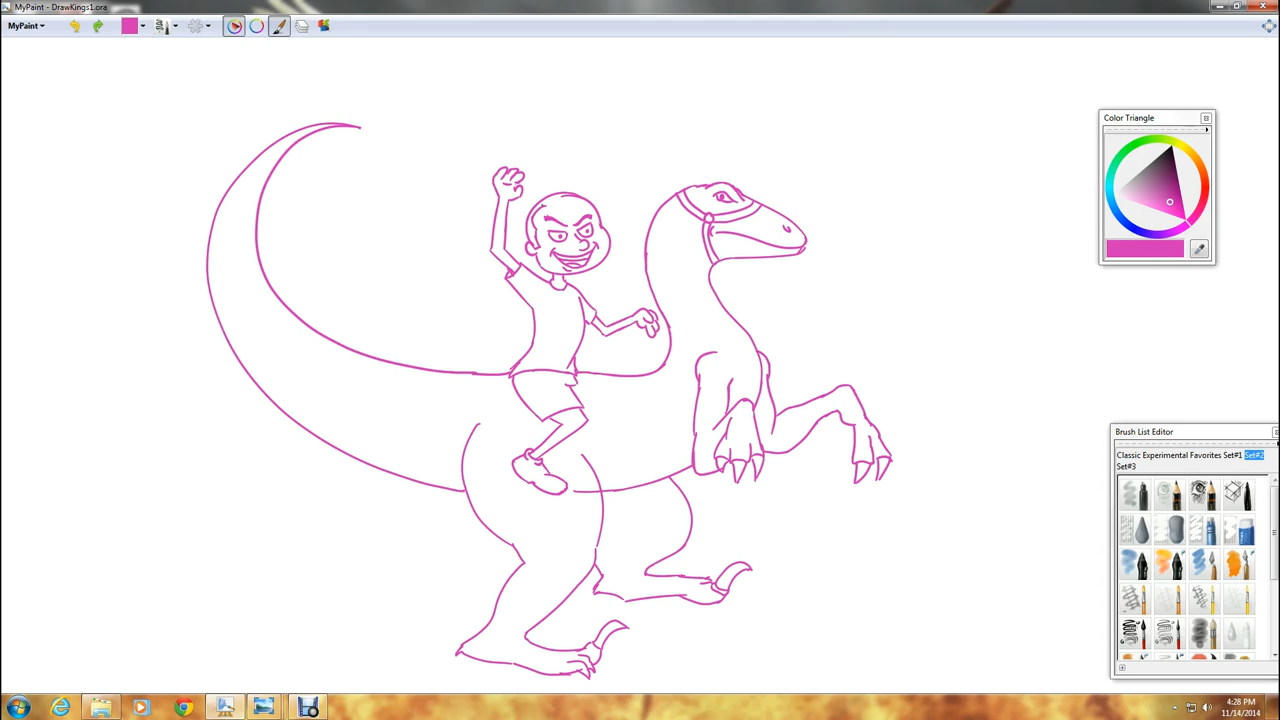 MyPaint - DrawKings1.ora
MyPaint
Color Triangle
Brush List Editor
Classic Experimental Favorites Set#1 Set#2
Set#3
4:28 PM
11/14/2014